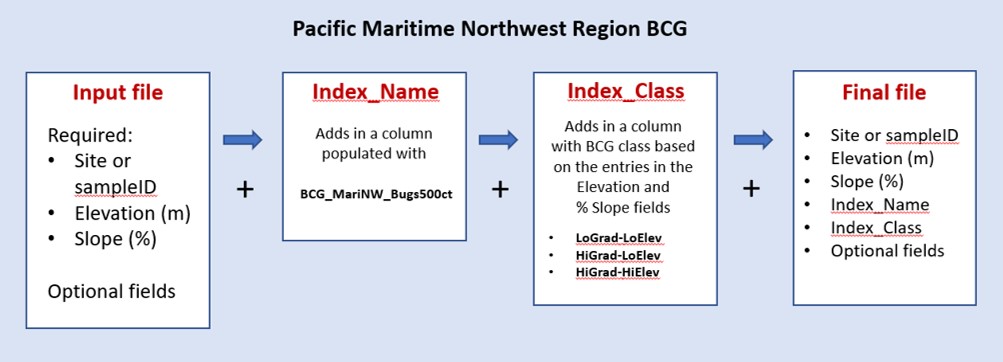 Pacific Maritime Northwest Region BCG
Input file
Required:
• Site or
sampleID
• Elevation (m)
• Slope (%)
Optional fields
+
Index_Name
Adds in a column
populated with
BCG_MariNW_Bugs500ct
+
Index_Class
Adds in a column
with BCG class based
on the entries in the
Elevation and
% Slope fields
• LoGrad-LoElev
• HiGrad-LoElev
• HiGrad-HiElev
+
Final file
• Site or sampleID
• Elevation (m)
• Slope (%)
• Index_Name
• Index_Class
• Optional fields